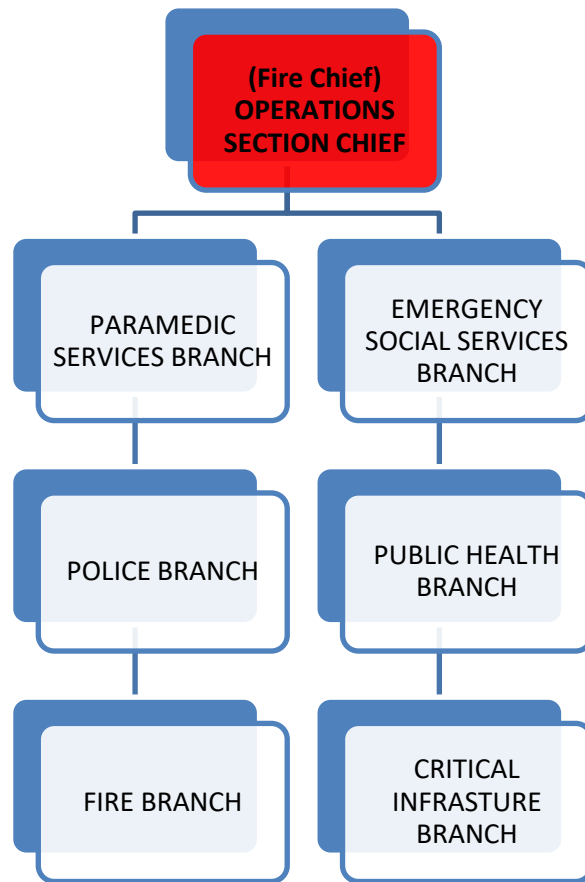 (Fire Chief)
OPERATIONS
SECTION CHIEF
PARAMEDIC
SERVICES BRANCH
EMERGENCY
SOCIAL SERVICES
BRANCH
POLICE BRANCH
PUBLIC HEALTH
BRANCH
FIRE BRANCH
CRITICAL
INFRASTURE
BRANCH